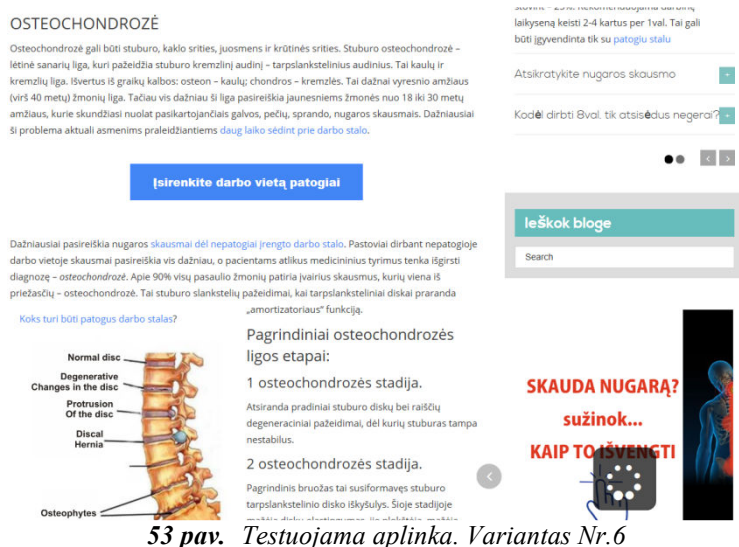 OSTEOCHONDROZĖ
Osteochondrozė gali būti stuburo, kaklo srities, juosmens ir krūtinės srities. Stuburo osteochondrozė –
lėtinė sanarių liga, kuri pažeidžia stuburo kremzlinį audinį – tarpslankstelinius audinius. Tai kaulų ir
kremzlių liga. Išvertus iš graikų kalbos: osteon – kaulų; chondros – kremzlės. Tai dažnai vyresnio amžiaus
(virš 40 metų) žmonių liga. Tačiau vis dažniau ši liga pasireiškia jaunesniems žmonės nuo 18 iki 30 metų
amžiaus, kurie skundžiasi nuolat pasikartojančiais galvos, pečių, sprando, nugaros skausmais. Dažniausiai
ši problema aktuali asmenims praleidžiantiems daug laiko sėdint prie darbo stalo.
Įsirenkite darbo vietą patogiai
Dažniausiai pasireiškia nugaros skausmai dėl nepatogiai įrengto darbo stalo. Pastoviai dirbant nepatogioje
darbo vietoje skausmai pasireiškia vis dažniau, o pacientams atlikus medicininius tyrimus tenka išgirsti
diagnozę – osteochondrozė. Apie 90% visų pasaulio žmonių patiria įvairius skausmus, kurių viena iš
priežasčių – osteochondrozė. Tai stuburo slankstelių pažeidimai, kai tarpsланksteliniai diskai praranda
„amortizatoriaus“ funkciją.
Koks turi būti patogus darbo stalas?
Normal disc
Degenerative
Changes in the disc
Protrusion
Of the disc
Discal
Hernia
Osteophytes
Pagrindiniai osteochondrozės
ligos etapai:
1 osteochondrozės stadija.
Atsiranda pradiniai stuburo diskų bei raiščių
degeneraciniai pažeidimai, dėl kurių stuburas tampa
nestabilus.
2 osteochondrozės stadija.
Pagrindinis bruožas tai susiformavęs stuburo
tarpslankstelinio disko iškyšulys. Šioje stadijoje
laikyseną keisti 2-4 kartus per 1val. Tai gali
būti įgyvendinta tik su patogiu stalu
Atsikratykite nugaros skausmo
+
Kodėl dirbti 8val. tik atsisėdus negerai?
+
Ieškok bloge
Search
SKAUDA NUGARĄ?
sužinok...
KAIP TO IŠVENGTI
53 pav. Testuojama aplinka. Variantas Nr.6